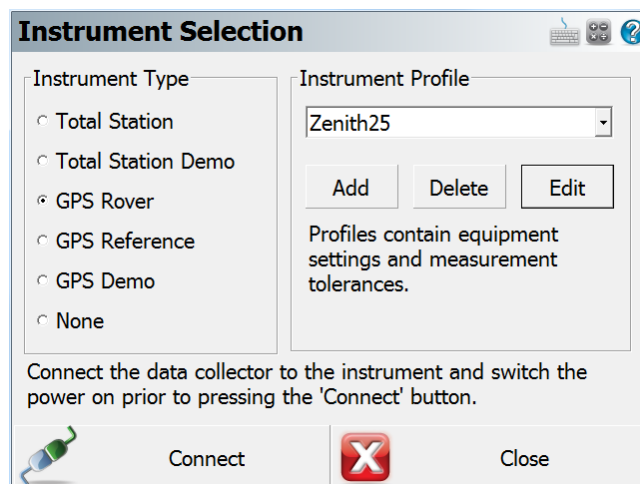 Instrument Selection
Instrument Type
Total Station
Total Station Demo
GPS Rover
GPS Reference
GPS Demo
None
Instrument Profile
Zenith25
Add Delete Edit
Profiles contain equipment
settings and measurement
tolerances.
Connect the data collector to the instrument and switch the
power on prior to pressing the 'Connect' button.
Connect Close